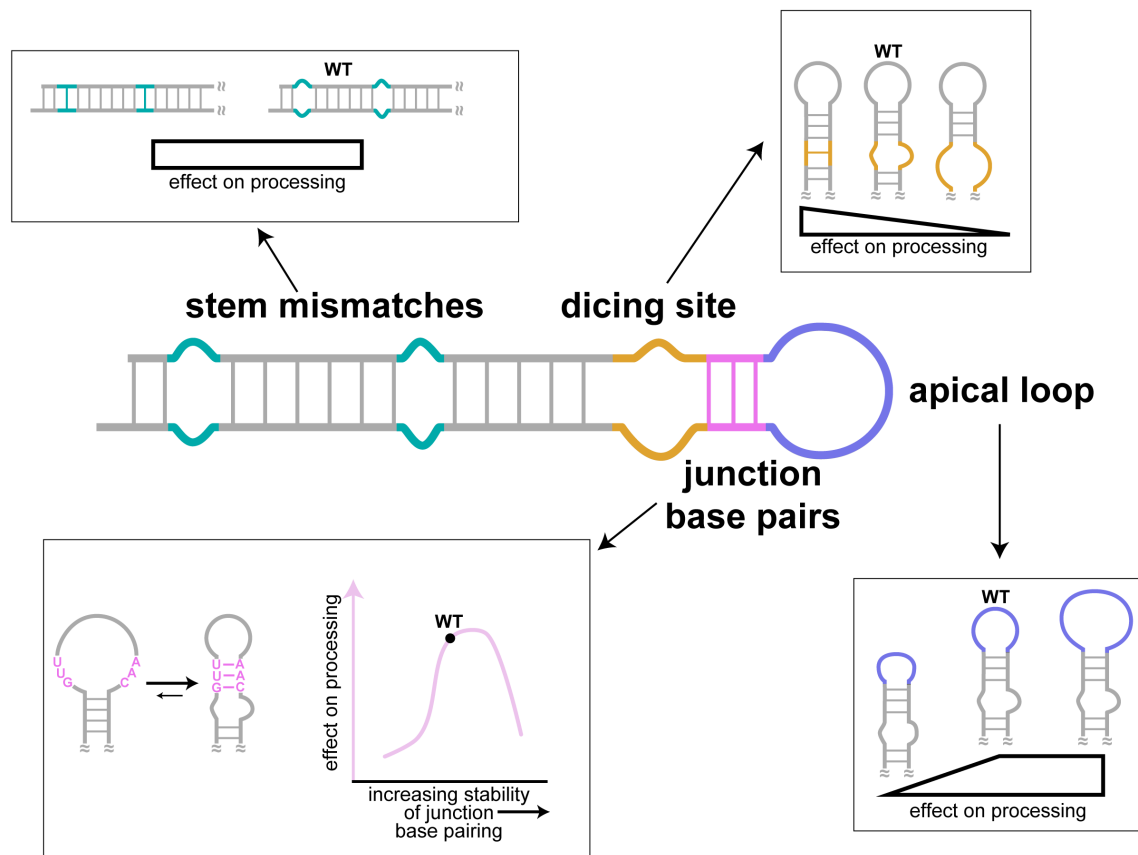 WT
effect on processing
WT
effect on processing
stem mismatches
dicing site
apical loop
junction
base pairs
U A
U A
G C
U A
U A
G C
effect on processing
WT
increasing stability
of junction
base pairing
WT
effect on processing